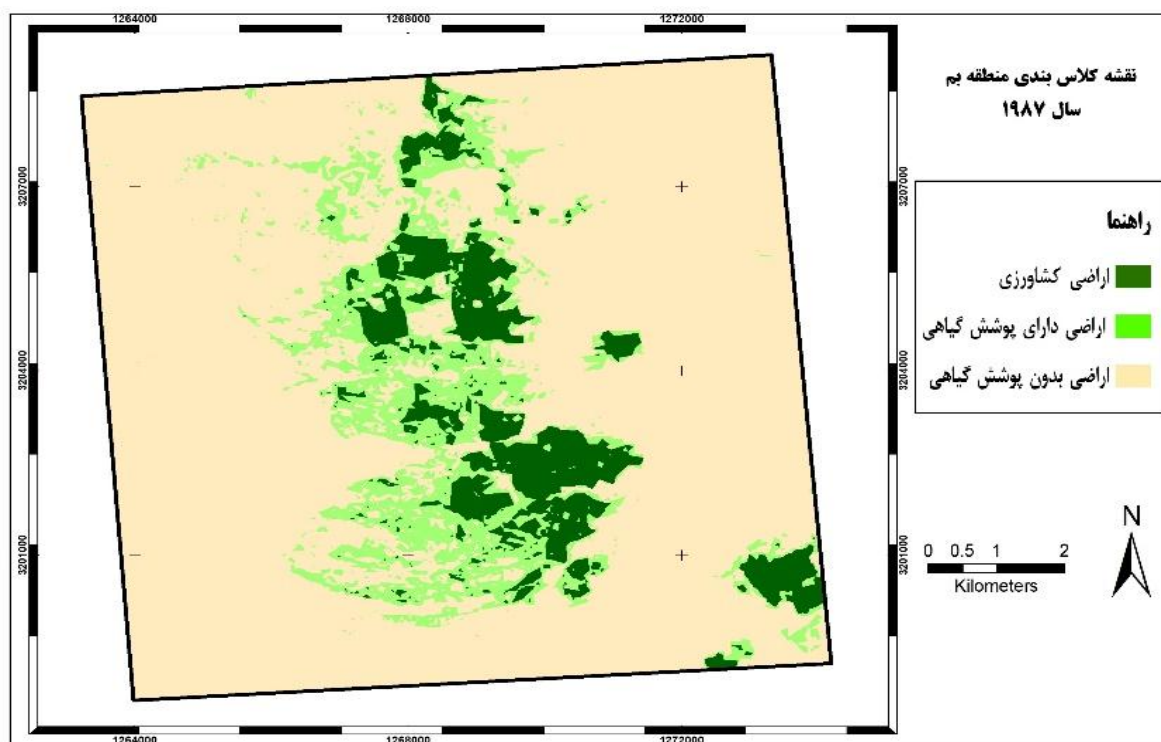 1264000 1268000 1272000
نقشه کلاس بندی منطقه بم
سال ۱۹۸۷
3207000 3207000
راهنما
اراضی کشاورزی
اراضی دارای پوشش گیاهی
اراضی بدون پوشش گیاهی
3204000 3204000
N
3201000 3201000
0 0.5 1 2
Kilometers
1264000 1268000 1272000